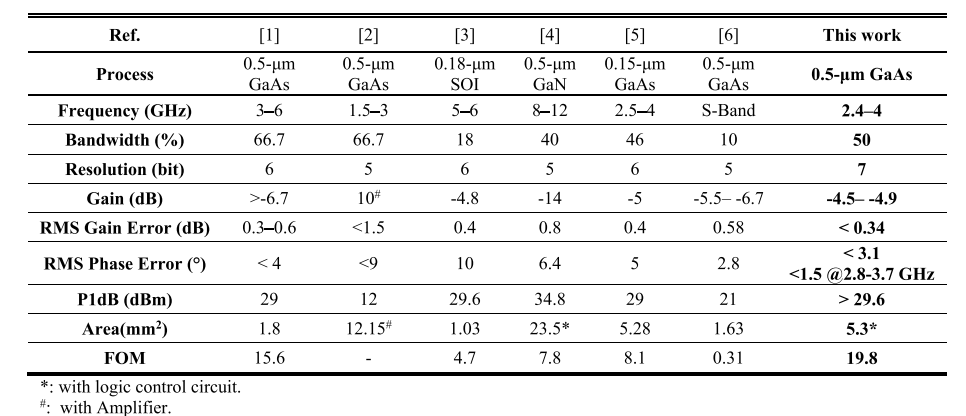 Ref. [1] [2] [3] [4] [5] [6] This work
Process 0.5-μm GaAs 0.5-μm GaAs 0.18-μm SOI 0.5-μm GaN 0.15-μm GaAs 0.5-μm GaAs 0.5-μm GaAs
Frequency (GHz) 3–6 1.5–3 5–6 8–12 2.5–4 S-Band 2.4–4
Bandwidth (%) 66.7 66.7 18 40 46 10 50
Resolution (bit) 6 5 6 5 6 5 7
Gain (dB) >-6.7 10# -4.8 -14 -5 -5.5– -6.7 -4.5– -4.9
RMS Gain Error (dB) 0.3–0.6 <1.5 0.4 0.8 0.4 0.58 < 0.34
RMS Phase Error (°) < 4 <9 10 6.4 5 2.8 < 3.1
<1.5 @2.8-3.7 GHz
P1dB (dBm) 29 12 29.6 34.8 29 21 > 29.6
Area(mm²) 1.8 12.15# 1.03 23.5* 5.28 1.63 5.3*
FOM 15.6 - 4.7 7.8 8.1 0.31 19.8
*: with logic control circuit.
#: with Amplifier.